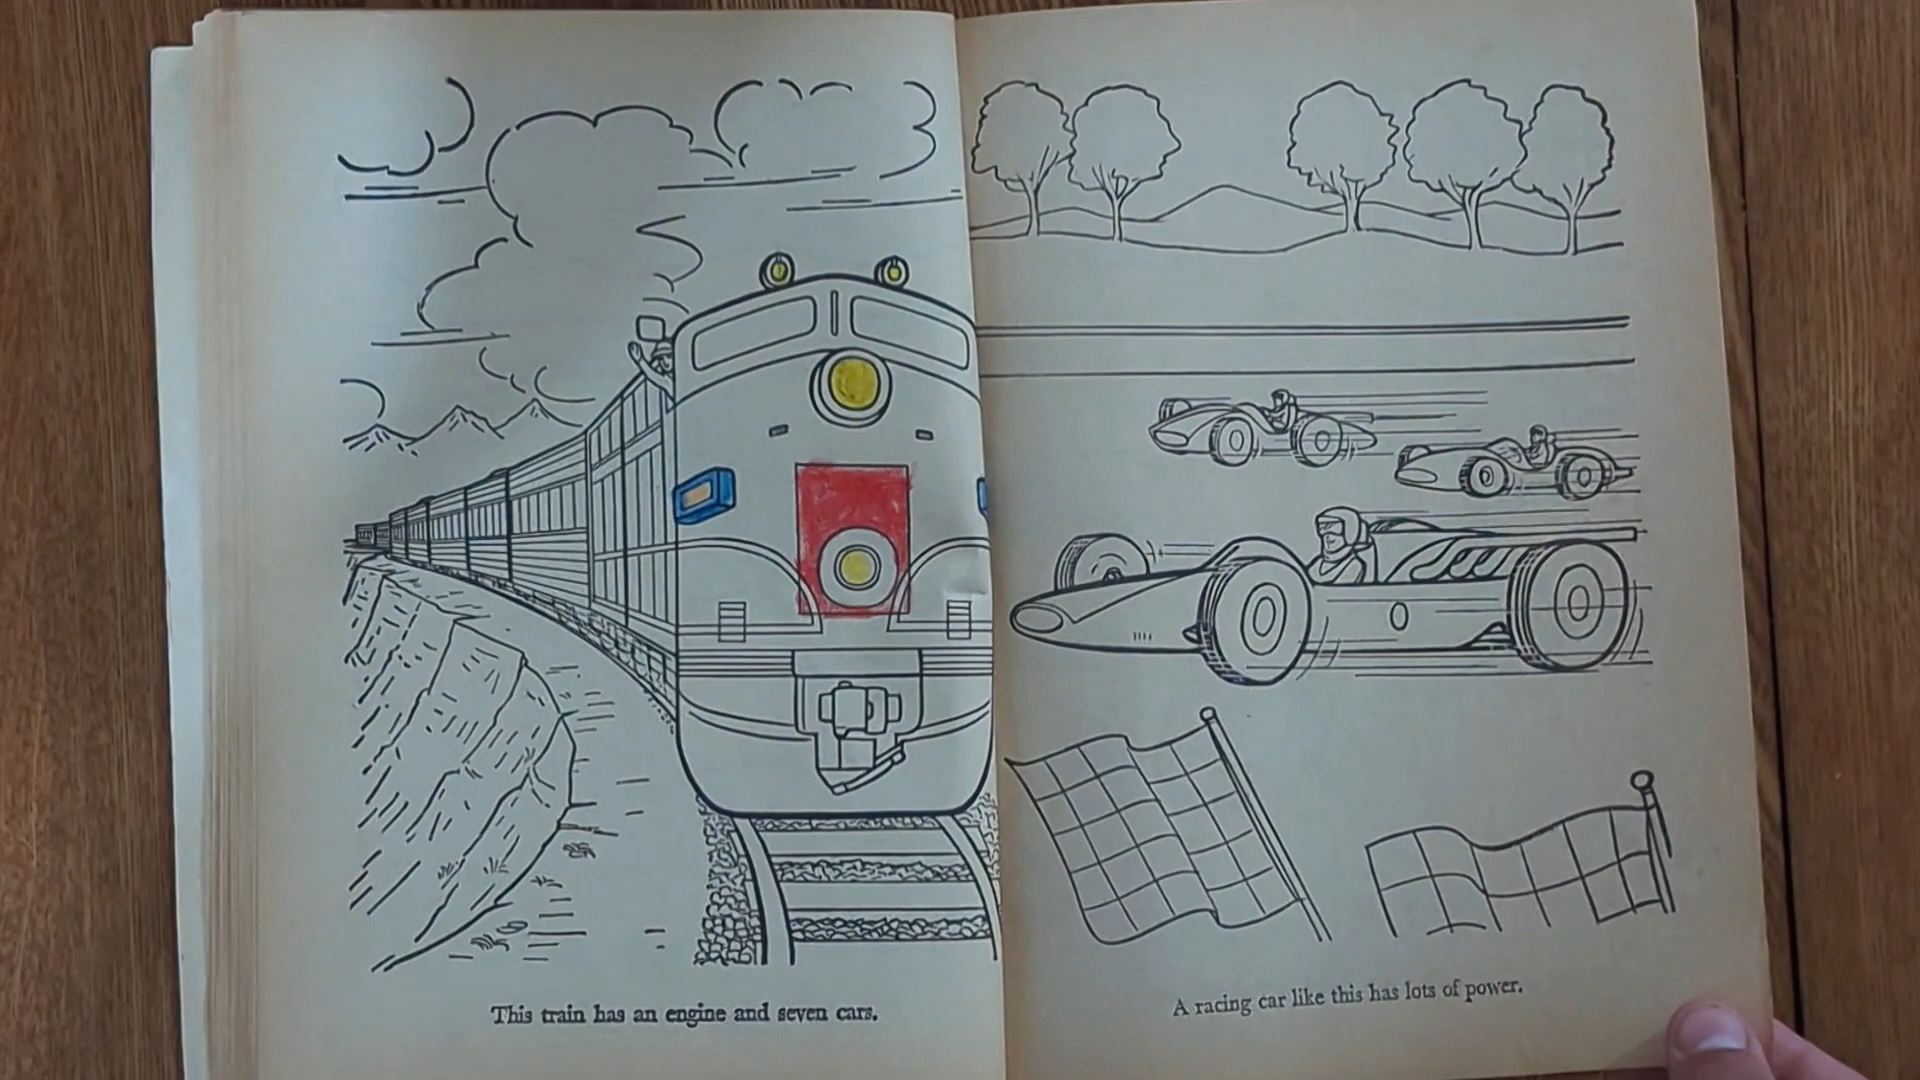 This train has an engine and seven cars.
A racing car like this has lots of power.